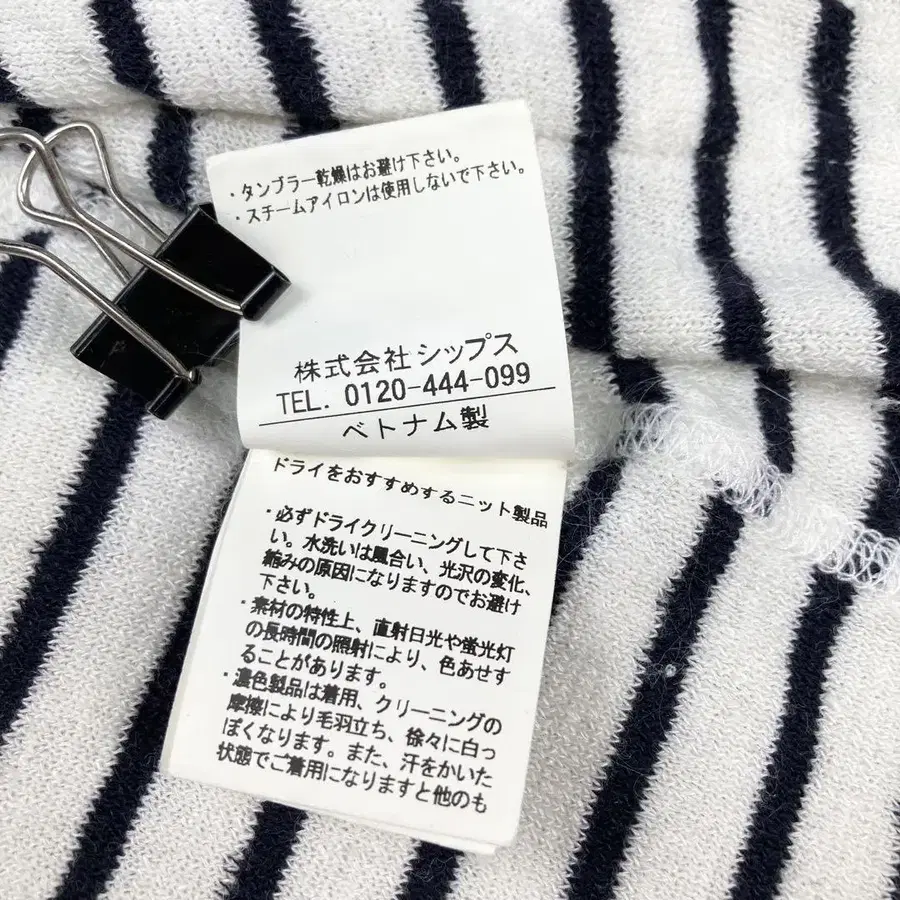 ・タンブラー乾燥はお避け下さい。
・スチームアイロンは使用しないで下さい。
株式会社シップス
TEL. 0120-444-099
ベトナム製
ドライをおすすめするニット製品
・必ずドライクリーニングして下さ
い。水洗いは風合い、光沢の変化、
縮みの原因になりますのでお避け
下さい。
・素材の特性上、直射日光や蛍光灯
の長時間の照射により、色あせす
ることがあります。
・濃色製品は着用、クリーニングの
摩擦により毛羽立ち、徐々に白っ
ぽくなります。また、汗をかいた
状態でご着用になりますと他のも